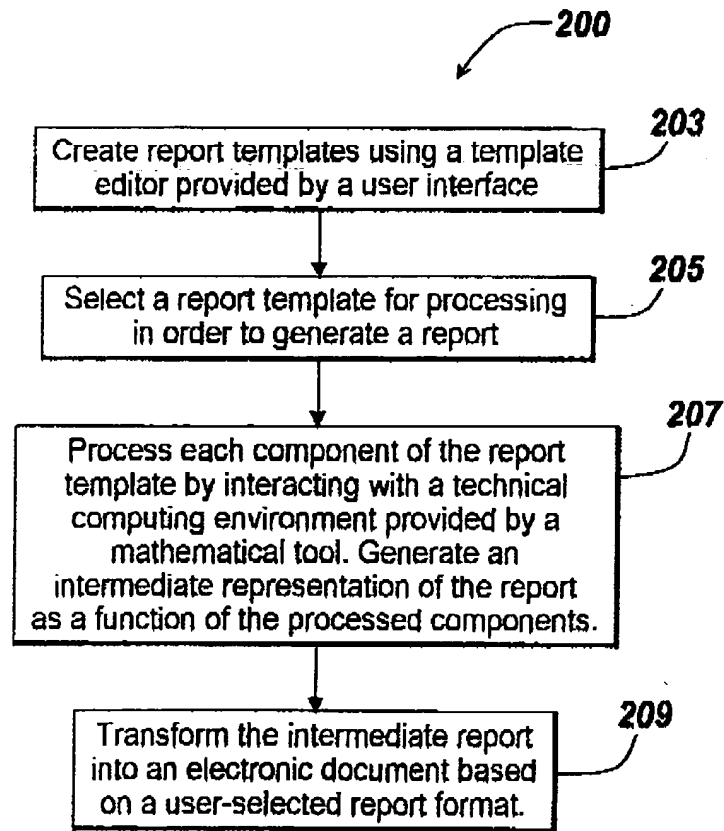 200
203
Create report templates using a template
editor provided by a user interface
205
Select a report template for processing
in order to generate a report
207
Process each component of the report
template by interacting with a technical
computing environment provided by a
mathematical tool. Generate an
intermediate representation of the report
as a function of the processed components.
209
Transform the intermediate report
into an electronic document based
on a user-selected report format.